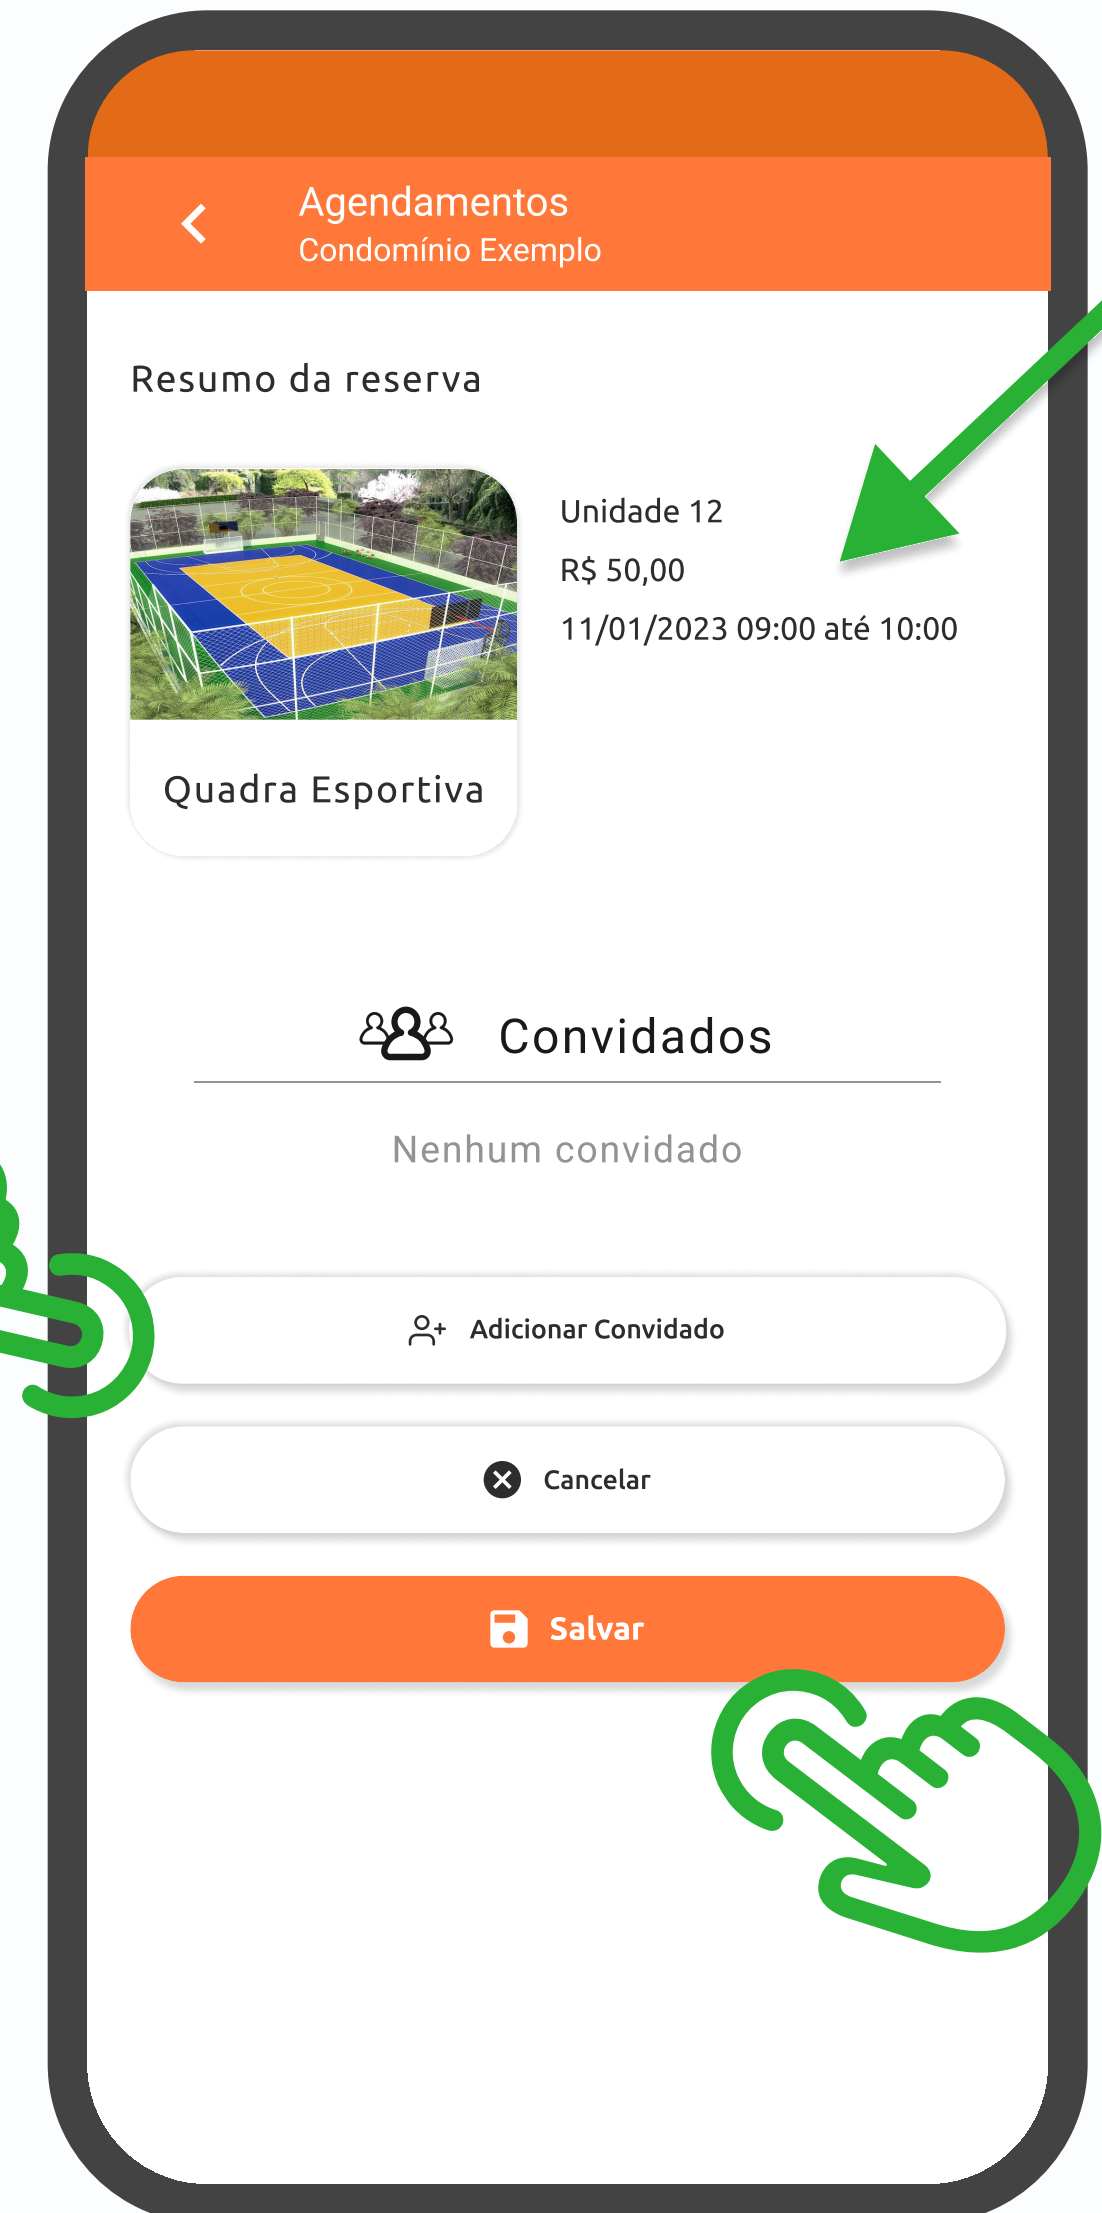 Agendamentos
Condomínio Exemplo
Resumo da reserva
Unidade 12
R$ 50,00
11/01/2023 09:00 até 10:00
Quadra Esportiva
Convidados
Nenhum convidado
Adicionar Convidado
Cancelar
Salvar